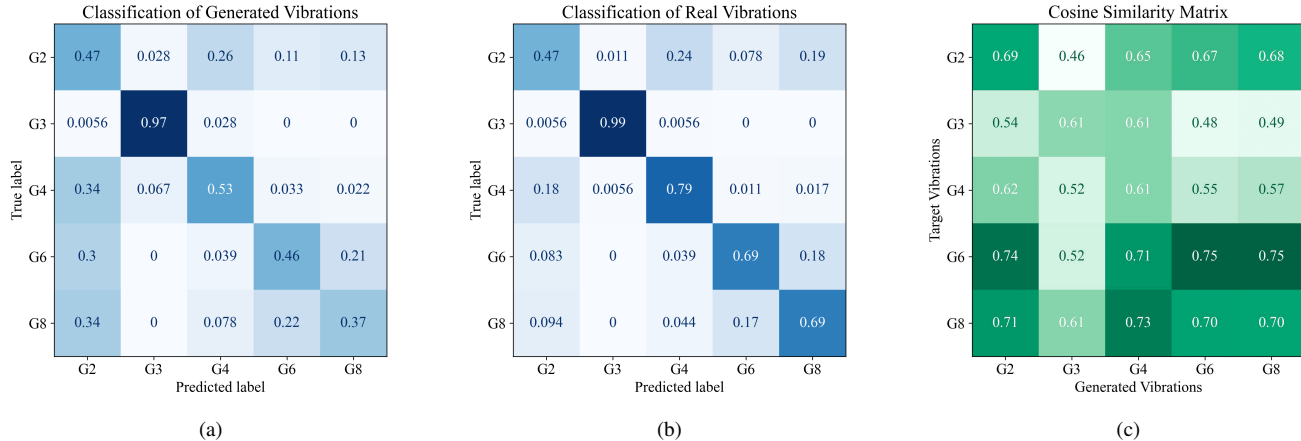 Classification of Generated Vibrations
G2 0.47 0.028 0.26 0.11 0.13
G3 0.0056 0.97 0.028 0 0
G4 0.34 0.067 0.53 0.033 0.022
G6 0.3 0 0.039 0.46 0.21
G8 0.34 0 0.078 0.22 0.37
True label
G2 G3 G4 G6 G8
Predicted label
(a)
Classification of Real Vibrations
G2 0.47 0.011 0.24 0.078 0.19
G3 0.0056 0.99 0.0056 0 0
G4 0.18 0.0056 0.79 0.011 0.017
G6 0.083 0 0.039 0.69 0.18
G8 0.094 0 0.044 0.17 0.69
True label
G2 G3 G4 G6 G8
Predicted label
(b)
Cosine Similarity Matrix
G2 0.69 0.46 0.65 0.67 0.68
G3 0.54 0.61 0.61 0.48 0.49
G4 0.62 0.52 0.61 0.55 0.57
G6 0.74 0.52 0.71 0.75 0.75
G8 0.71 0.61 0.73 0.70 0.70
Target Vibrations
G2 G3 G4 G6 G8
Generated Vibrations
(c)